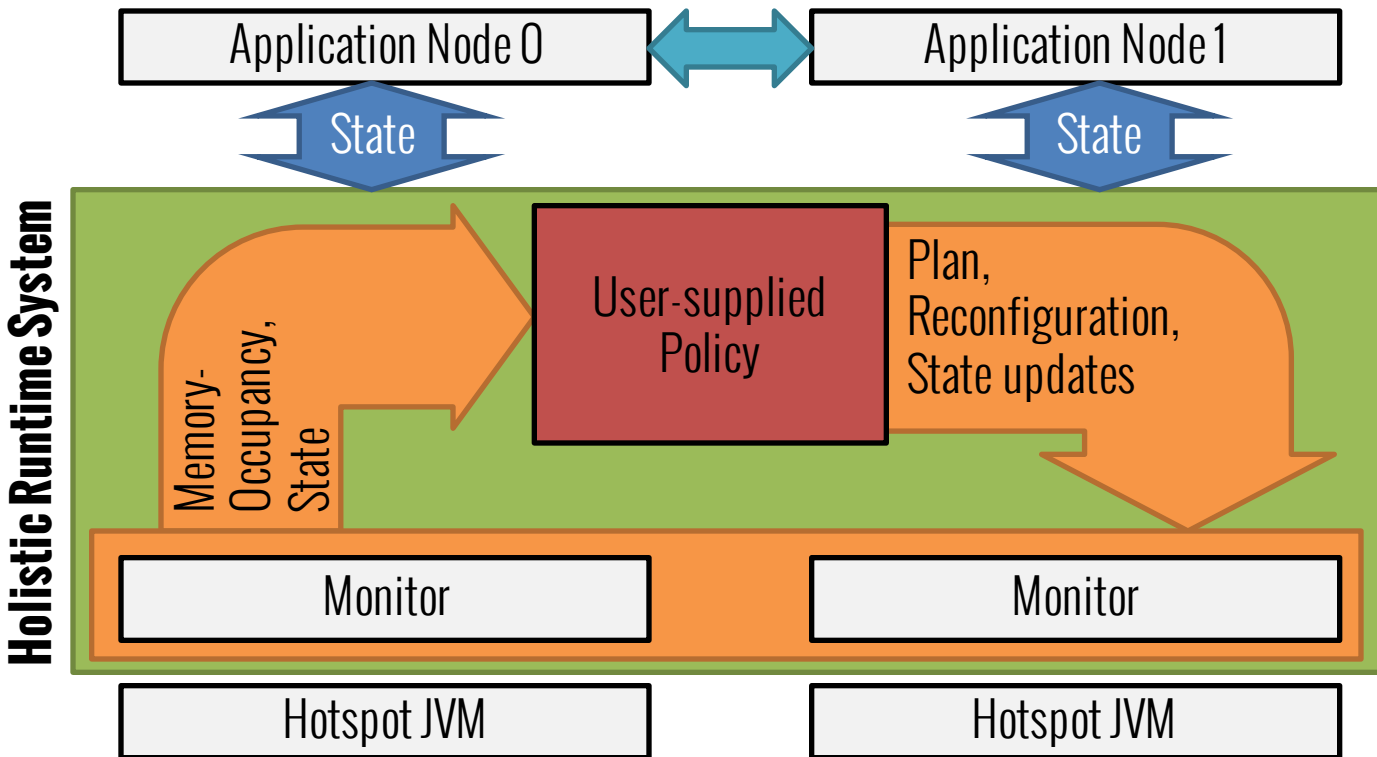 Application Node 0
Application Node 1
State
State
Holistic Runtime System
Memory-
Occupancy,
State
User-supplied
Policy
Plan,
Reconfiguration,
State updates
Monitor
Monitor
Hotspot JVM
Hotspot JVM